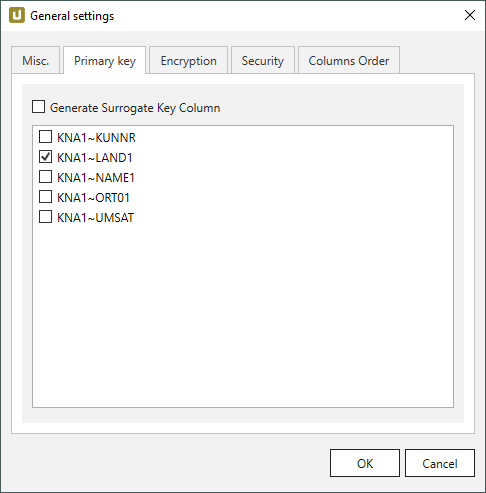 General settings
Misc.
Primary key
Encryption
Security
Columns Order
Generate Surrogate Key Column
KNA1~KUNNR
KNA1~LAND1
KNA1~NAME1
KNA1~ORT01
KNA1~UMSAT
OK
Cancel